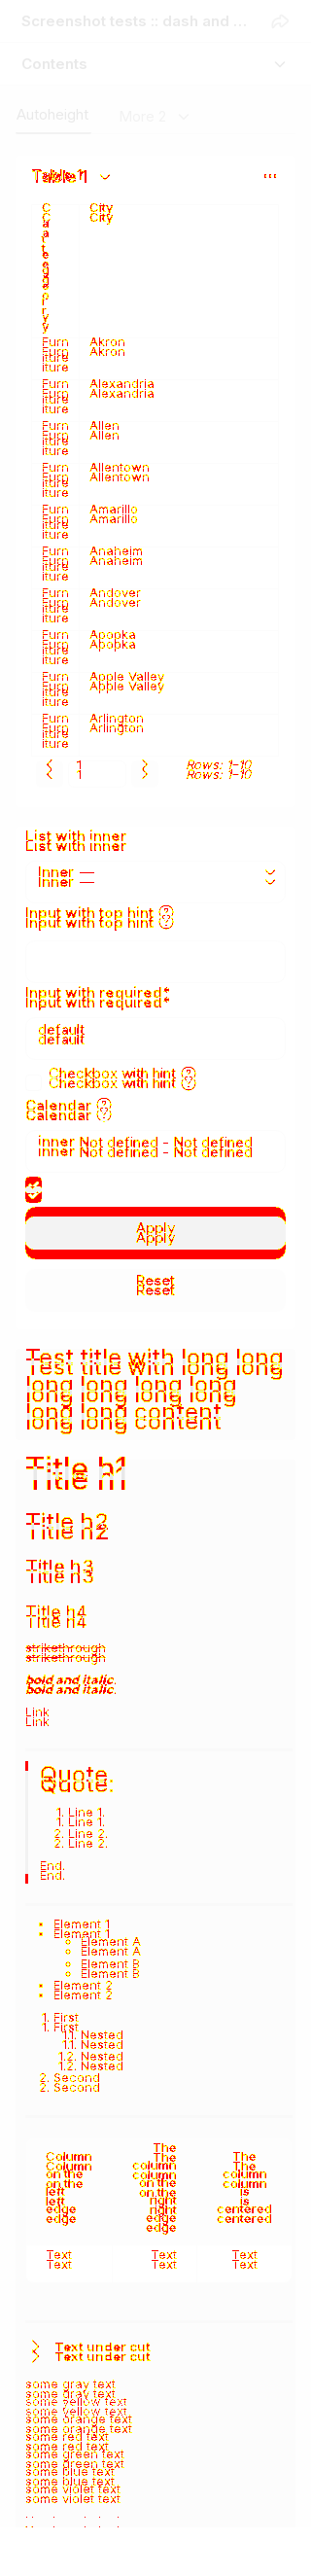 Screenshot tests :: dash and ...
Contents
Autoheight More 2
Table 1
Category City
Furniture Akron
Furniture Alexandria
Furniture Allen
Furniture Allentown
Furniture Amarillo
Furniture Anaheim
Furniture Andover
Furniture Apopka
Furniture Apple Valley
Furniture Arlington
1 Rows: 1–10
List with inner
Inner —
Input with top hint
Input with required*
default
Checkbox with hint
Calendar
inner Not defined - Not defined
Apply
Reset
Test title with long long
long long long long
long long content
Title h1
Title h2
Title h3
Title h4
strikethrough
bold and italic.
Link
Quote.
1. Line 1.
2. Line 2.
End.
• Element 1
◦ Element A
◦ Element B
• Element 2
1. First
1.1. Nested
1.2. Nested
2. Second
Column on the left edge
The column on the right edge
The column is centered
Text Text Text
Text under cut
some gray text
some yellow text
some orange text
some red text
some green text
some blue text
some violet text